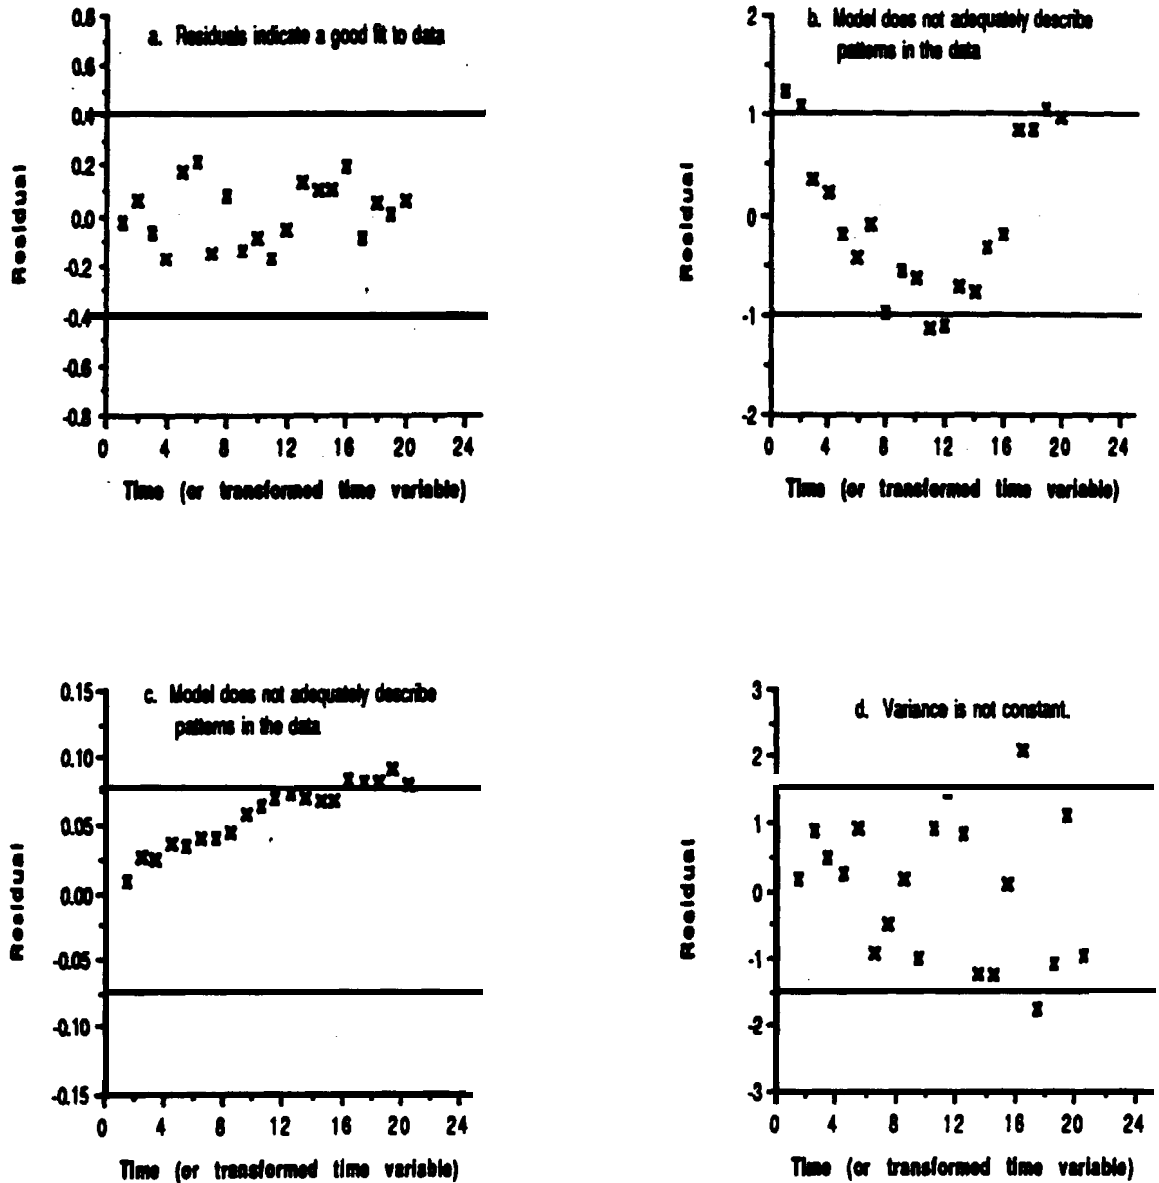 a. Residuals indicate a good fit to data
0.8
0.6
0.4
0.2
0.0
-0.2
-0.4
-0.6
-0.8
Residual
0 4 8 12 16 20 24
Time (or transformed time variable)
b. Model does not adequately describe
patterns in the data
2
1
0
-1
-2
Residual
0 4 8 12 16 20 24
Time (or transformed time variable)
c. Model does not adequately describe
patterns in the data
0.15
0.10
0.05
0.00
-0.05
-0.10
-0.15
Residual
0 4 8 12 16 20 24
Time (or transformed time variable)
d. Variance is not constant.
3
2
1
0
-1
-2
-3
Residual
0 4 8 12 16 20 24
Time (or transformed time variable)